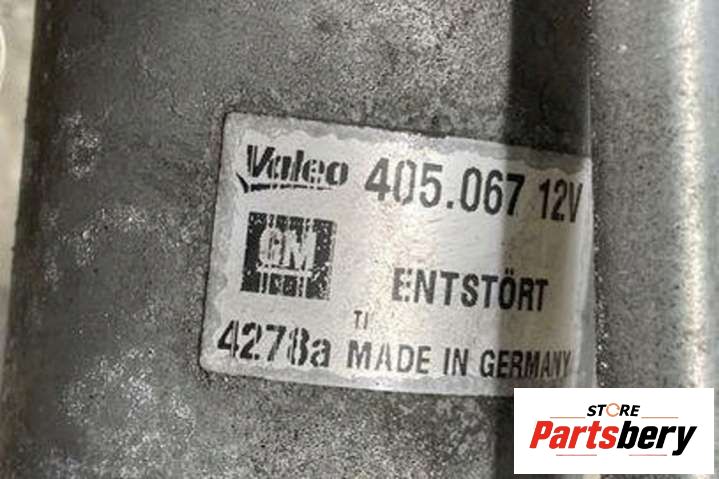 Valeo 405.067 12V
GM
ENTSTÖRT
TI
4278a MADE IN GERMANY
STORE
Partsbery